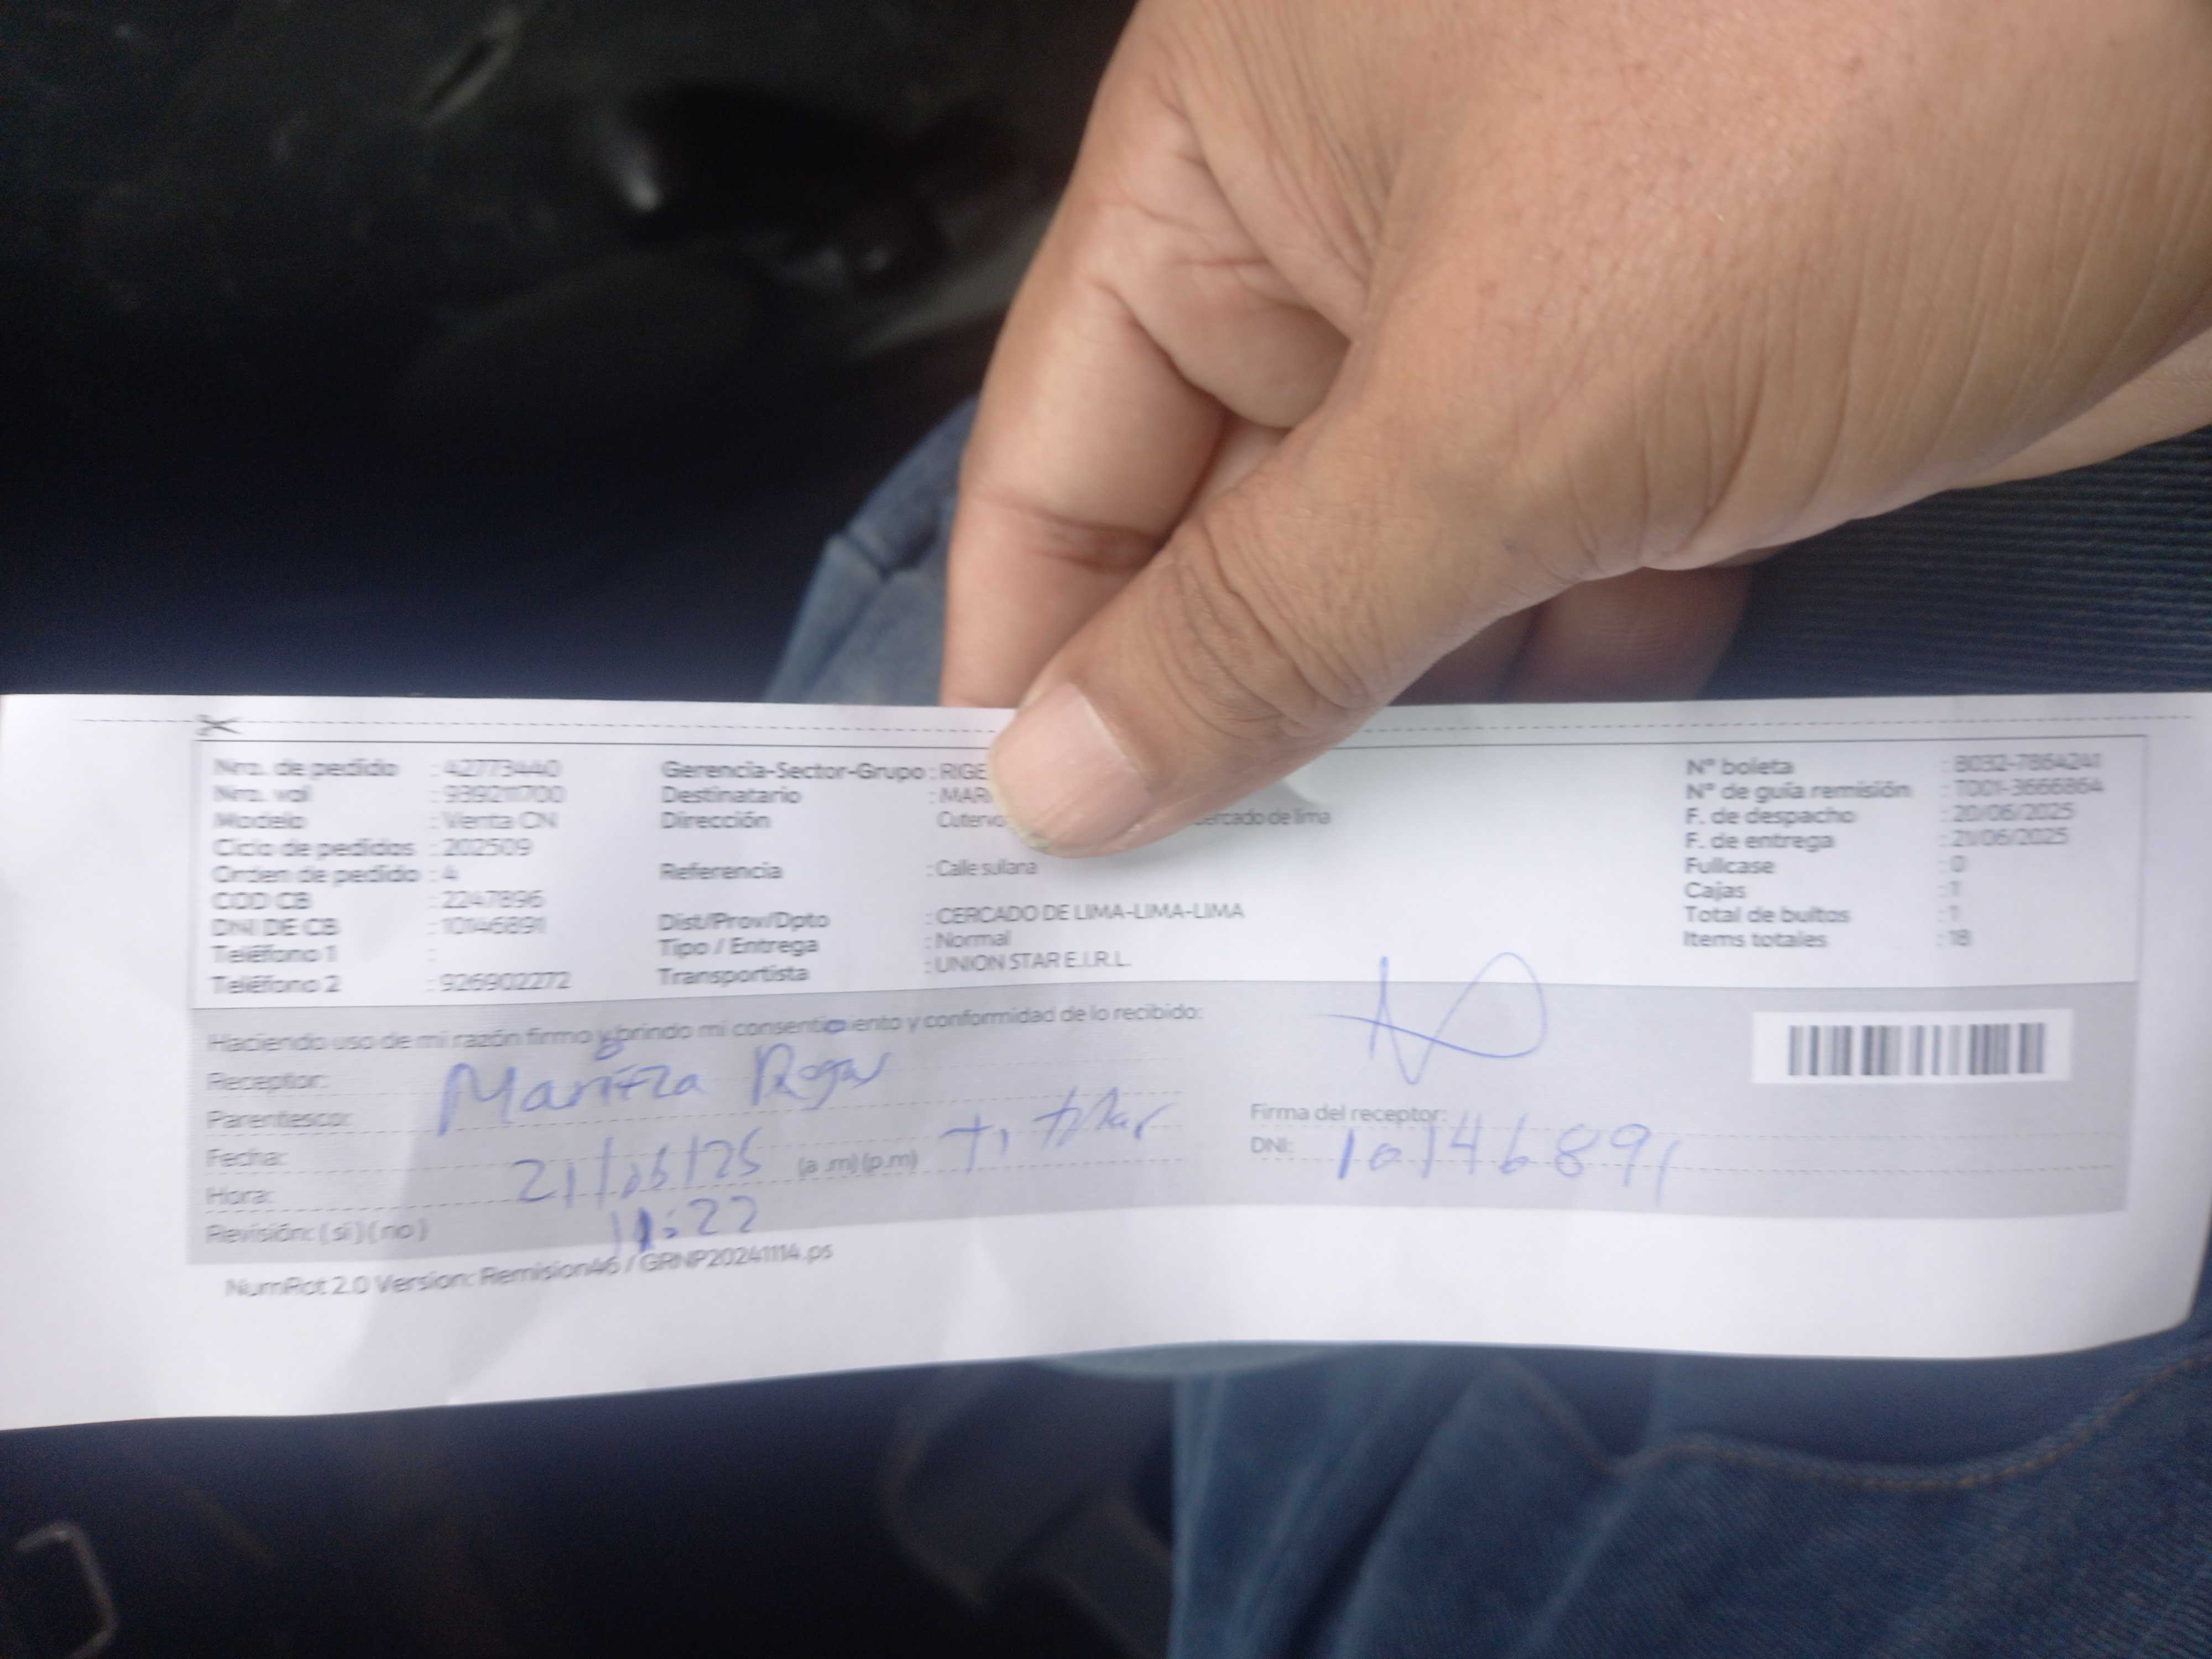 Nro. de pedido : 42773440
Nro. vol : 939211700
Modelo : Venta CN
Ciclo de pedidos : 202509
Orden de pedido : 4
COD CB : 2247896
DNI DE CB : 10146891
Teléfono 1 :
Teléfono 2 : 926902272
Gerencia-Sector-Grupo : RIGE
Destinatario : MAR
Dirección Cutervo cercado de lima
Referencia : Calle sullana
Dist/Prov/Dpto : CERCADO DE LIMA-LIMA-LIMA
Tipo / Entrega : Normal
Transportista : UNION STAR E.I.R.L.
N° boleta : B032-7864241
N° de guía remisión : T001-3666864
F. de despacho : 20/06/2025
F. de entrega : 21/06/2025
Fullcase : 0
Cajas : 1
Total de bultos : 1
Items totales : 18
Haciendo uso de mi razón firmo y brindo mi consentimiento y conformidad de lo recibido:
Receptor: Maritza Rojas
Parentesco:
Fecha: 21/06/25 (a.m) (p.m) titular
Hora: 11:22
Revisión: ( si ) ( no )
Firma del receptor:
DNI: 10146891
NumRot 2.0 Version: Remision46 / GRNP20241114.ps